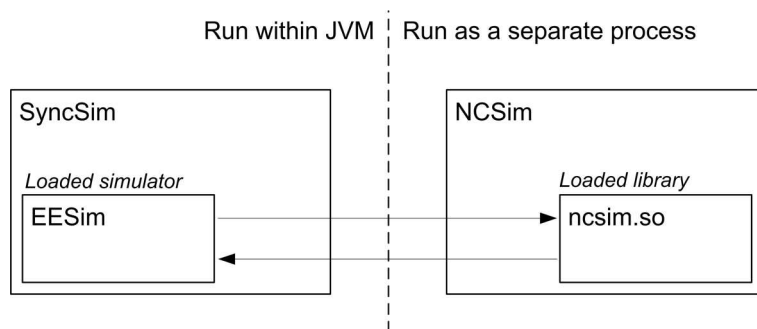 Run within JVM
Run as a separate process
SyncSim
NCSim
Loaded simulator
Loaded library
EESim
ncsim.so